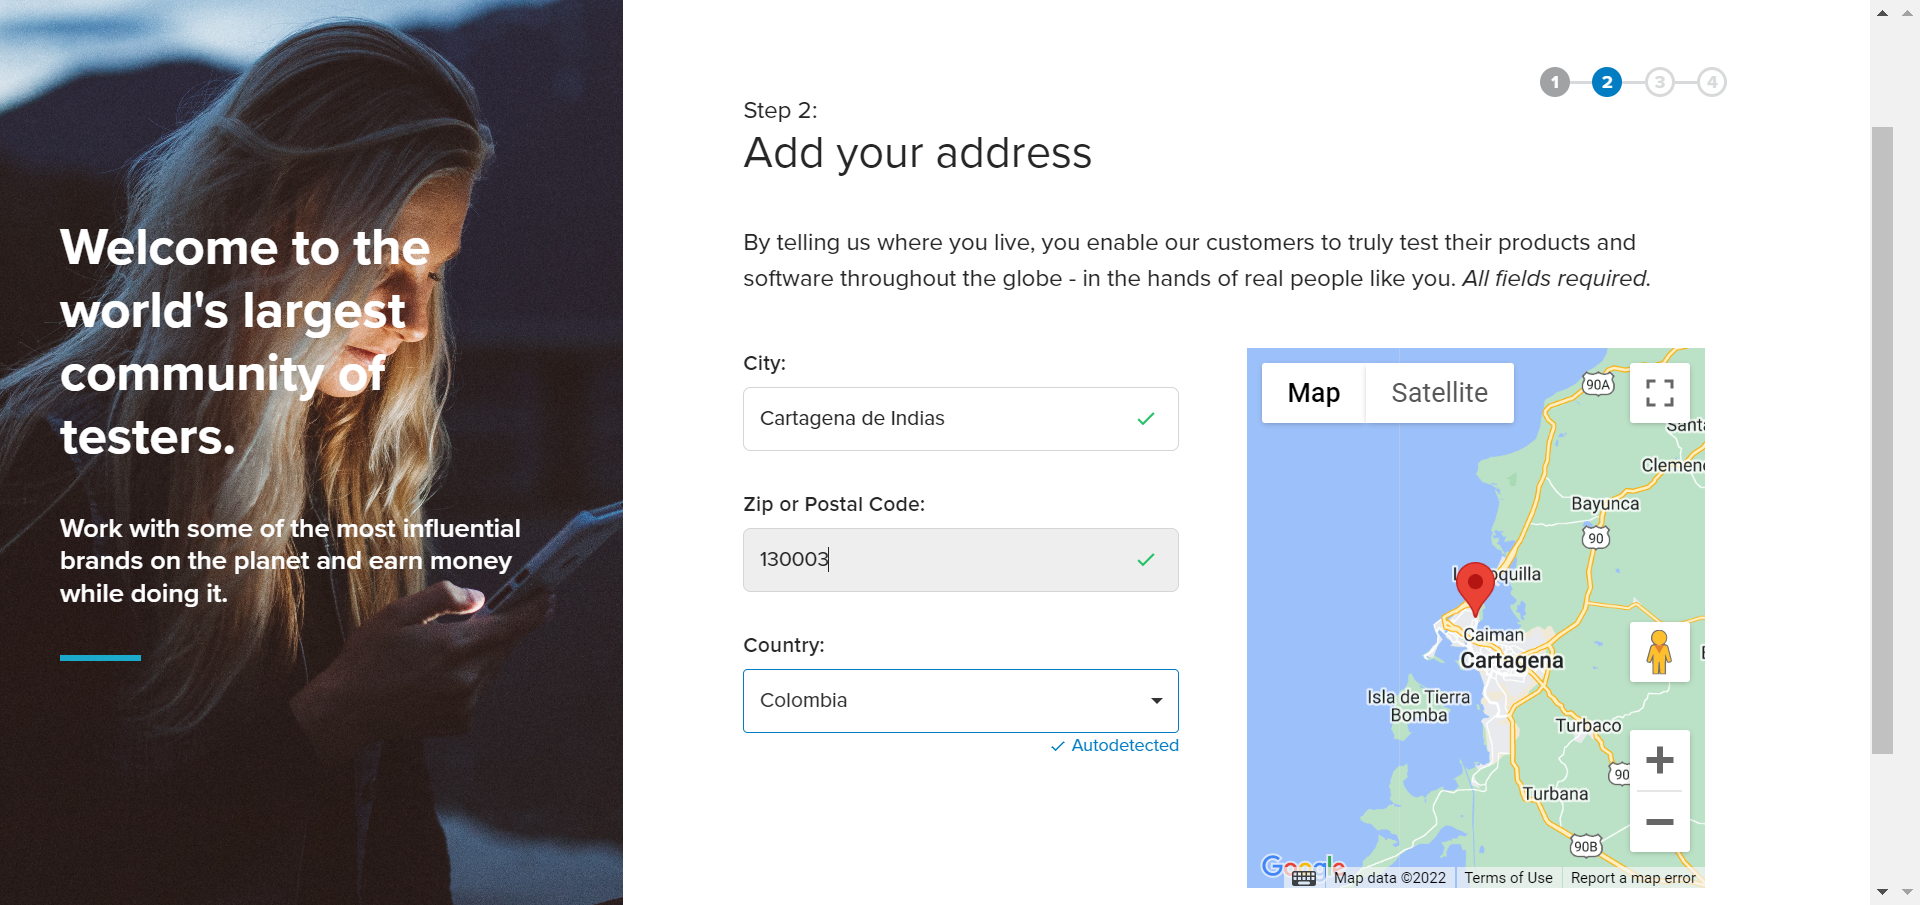 Welcome to the
world's largest
community of
testers.
Work with some of the most influential
brands on the planet and earn money
while doing it.
1 2 3 4
Step 2:
Add your address
By telling us where you live, you enable our customers to truly test their products and
software throughout the globe - in the hands of real people like you. All fields required.
City:
Cartagena de Indias
Zip or Postal Code:
130003
Country:
Colombia
Autodetected
Map Satellite
90A
Clemen
Bayunca
90
Caiman
Cartagena
Isla de Tierra
Bomba
Turbaco
90
Turbana
90B
Google
Map data ©2022 Terms of Use Report a map error